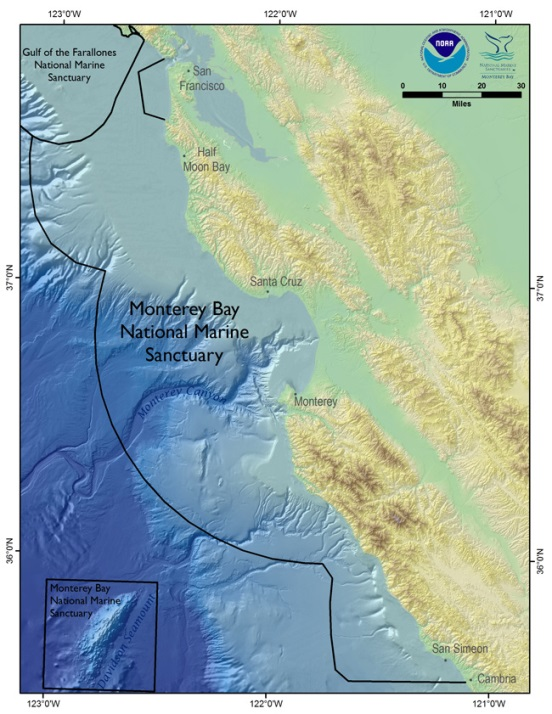 123°0'W
122°0'W
121°0'W
Gulf of the Farallones
National Marine
Sanctuary
NOAA
0 10 20 30
Miles
San
Francisco
Half
Moon Bay
37°0'N
37°0'N
Santa Cruz
Monterey Bay
National Marine
Sanctuary
Monterey Canyon
Monterey
36°0'N
36°0'N
Monterey Bay
National Marine
Sanctuary
Davidson Seamount
San Simeon
Cambria
123°0'W
122°0'W
121°0'W